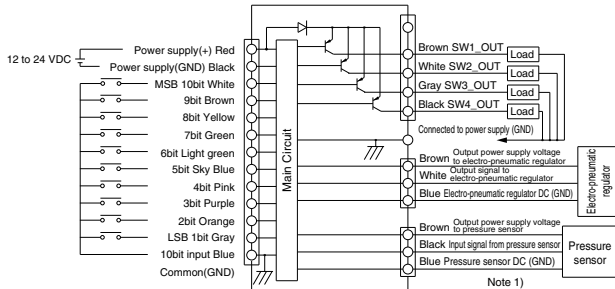 12 to 24 VDC
Power supply(+) Red
Power supply(GND) Black
MSB 10bit White
9bit Brown
8bit Yellow
7bit Green
6bit Light green
5bit Sky Blue
4bit Pink
3bit Purple
2bit Orange
LSB 1bit Gray
10bit input Blue
Common(GND)
Main Circuit
Brown SW1_OUT
Load
White SW2_OUT
Load
Gray SW3_OUT
Load
Black SW4_OUT
Load
Connected to power supply (GND)
Brown Output power supply voltage
to electro-pneumatic regulator
White Output signal to
electro-pneumatic regulator
Blue Electro-pneumatic regulator DC (GND)
Electro-pneumatic
regulator
Brown Output power supply voltage
to pressure sensor
Black Input signal from pressure sensor
Blue Pressure sensor DC (GND)
Pressure
sensor
Note 1)